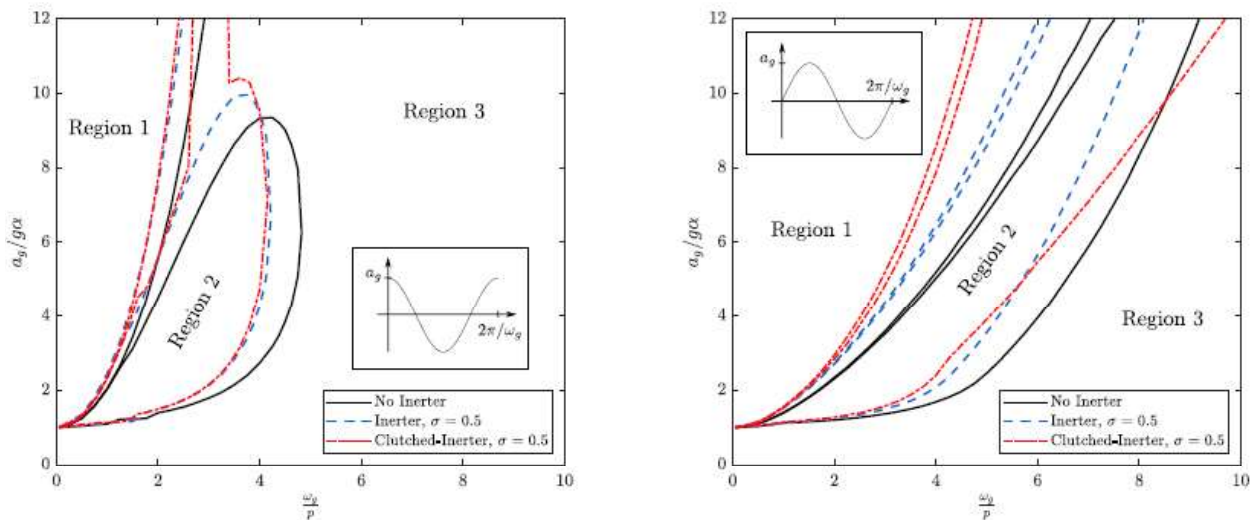 12
10
8
6
4
2
0
a_g/gα
Region 1
Region 3
Region 2
a_g
2π/ω_g
No Inerter
Inerter, σ = 0.5
Clutched-Inerter, σ = 0.5
0 2 4 6 8 10
ω_g/p
12
10
8
6
4
2
0
a_g/gα
a_g
2π/ω_g
Region 1
Region 2
Region 3
No Inerter
Inerter, σ = 0.5
Clutched-Inerter, σ = 0.5
0 2 4 6 8 10
ω_g/p